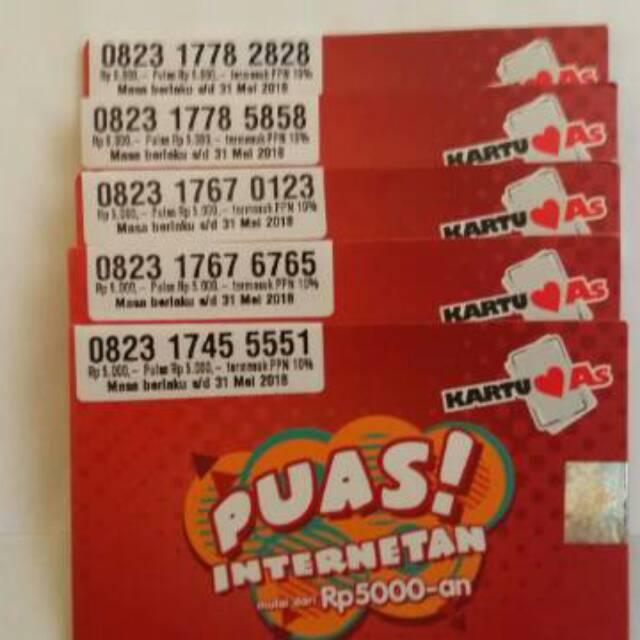 0823 1778 2828
Rp 5.000,- Pulsa Rp 5.000,- termasuk PPN 10%
Masa berlaku s/d 31 Mei 2018
As
0823 1778 5858
Rp 5.000,- Pulsa Rp 5.000,- termasuk PPN 10%
Masa berlaku s/d 31 Mei 2018
KARTU As
0823 1767 0123
Rp 5.000,- Pulsa Rp 5.000,- termasuk PPN 10%
Masa berlaku s/d 31 Mei 2018
KARTU As
0823 1767 6765
Rp 5.000,- Pulsa Rp 5.000,- termasuk PPN 10%
Masa berlaku s/d 31 Mei 2018
KARTU As
0823 1745 5551
Rp 5.000,- Pulsa Rp 5.000,- termasuk PPN 10%
Masa berlaku s/d 31 Mei 2018
KARTU As
PUAS!
INTERNETAN
mulai dari Rp5000-an